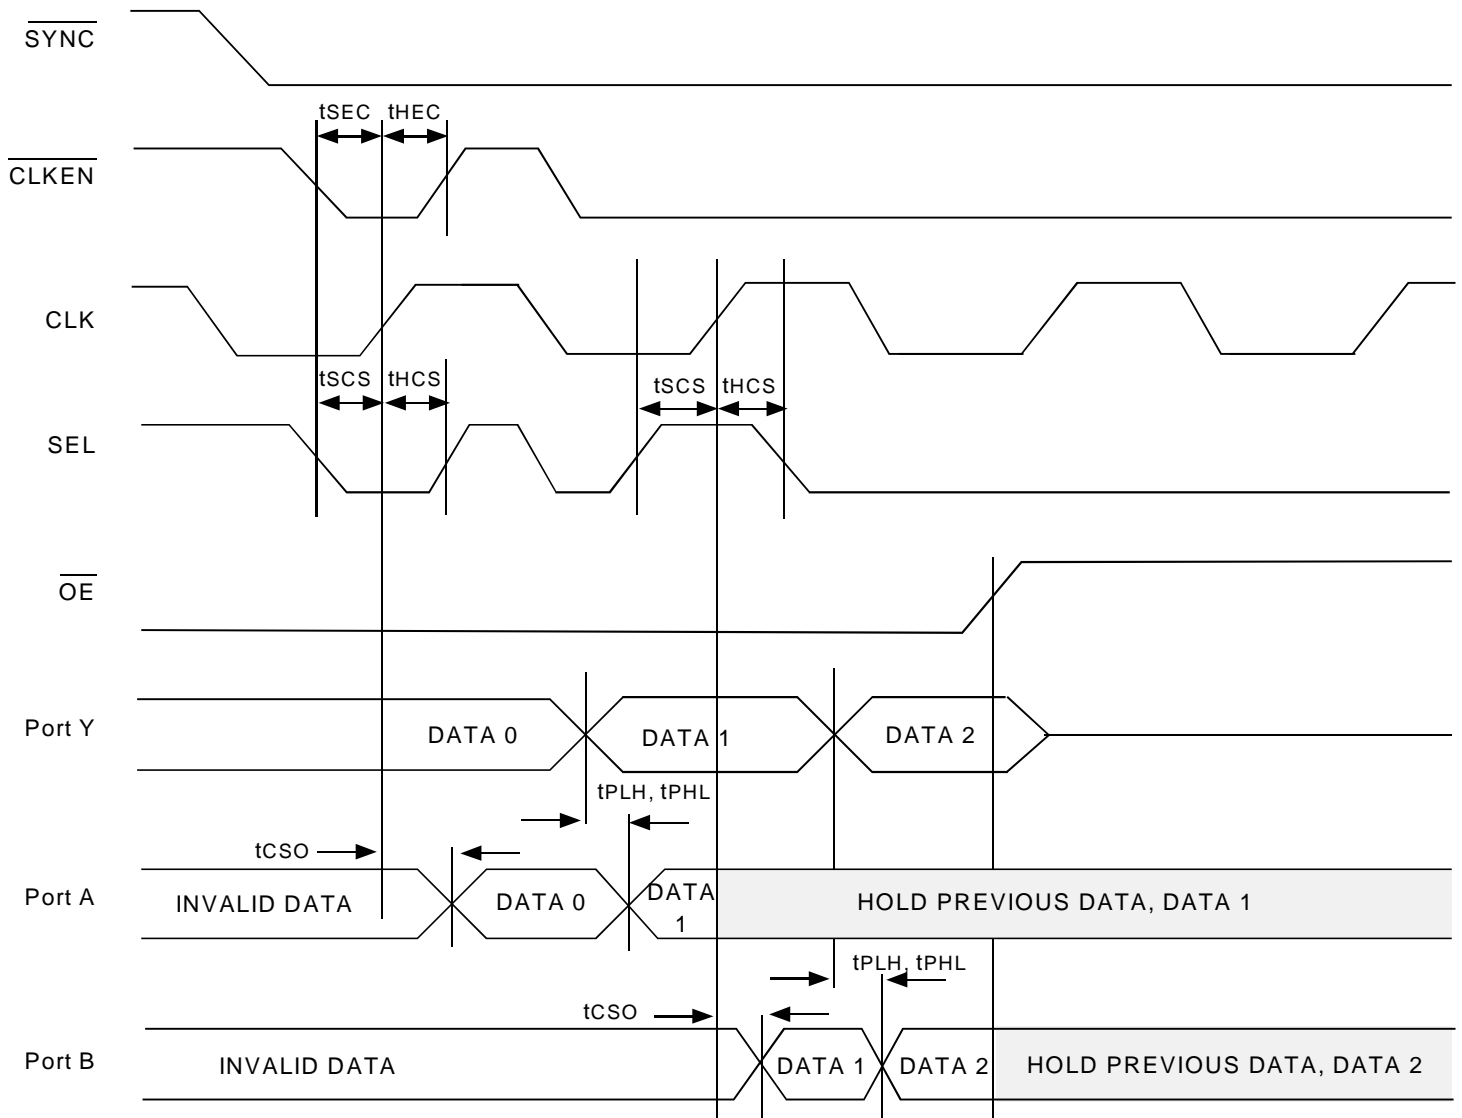 SYNC
tSEC tHEC
CLKEN
CLK
tSCS tHCS
tSCS tHCS
SEL
OE
Port Y
DATA 0
DATA 1
DATA 2
tPLH, tPHL
tCSO
Port A
INVALID DATA
DATA 0
DATA
1
HOLD PREVIOUS DATA, DATA 1
tPLH, tPHL
tCSO
Port B
INVALID DATA
DATA 1
DATA 2
HOLD PREVIOUS DATA, DATA 2